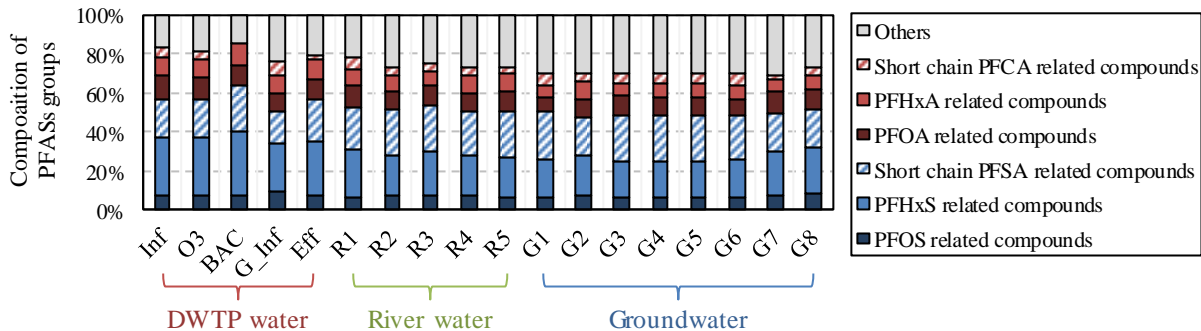 Compoaition of
PFASs groups
100%
80%
60%
40%
20%
0%
Inf
O3
BAC
G_Inf
Eff
R1
R2
R3
R4
R5
G1
G2
G3
G4
G5
G6
G7
G8
DWTP water
River water
Groundwater
Others
Short chain PFCA related compounds
PFHxA related compounds
PFOA related compounds
Short chain PFSA related compounds
PFHxS related compounds
PFOS related compounds